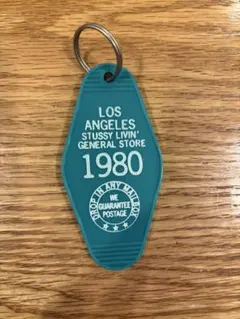 LOS
ANGELES
STUSSY LIVIN'
GENERAL STORE
1980
DROP IN ANY MAILBOX
WE
GUARANTEE
POSTAGE